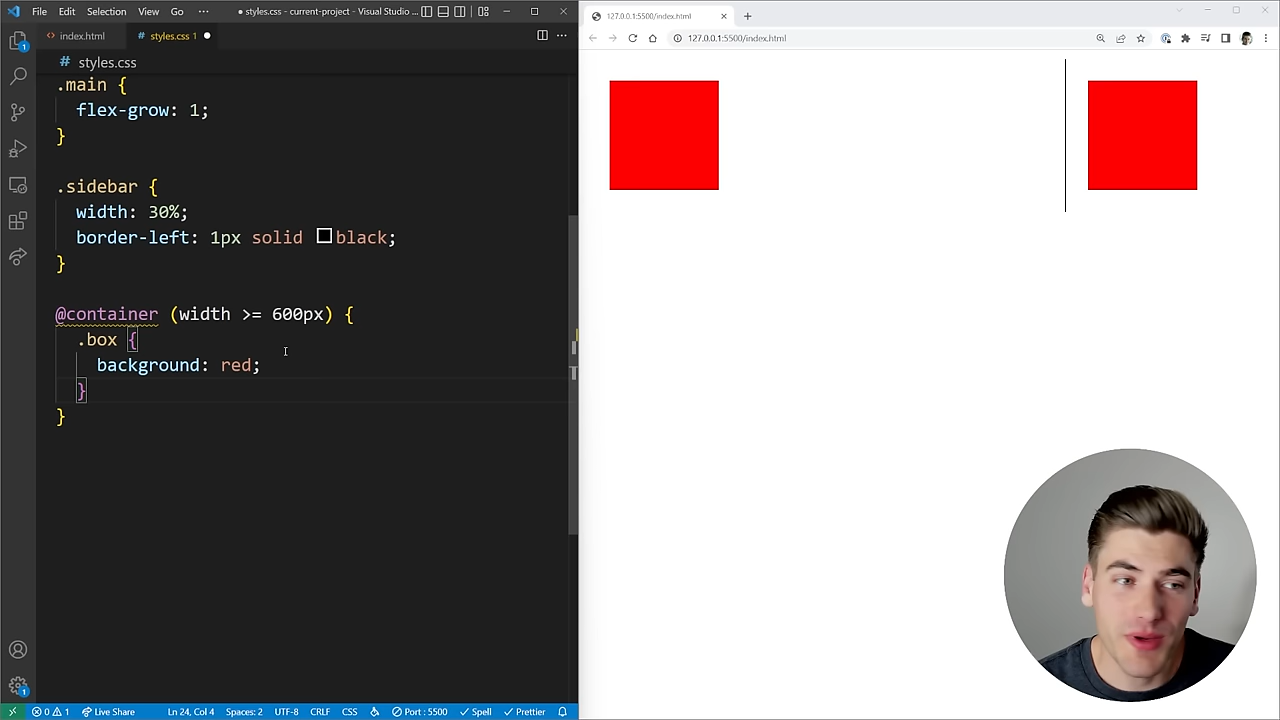 File Edit Selection View Go ··· ● styles.css - current-project - Visual Studio ...
index.html styles.css 1
# styles.css
.main {
flex-grow: 1;
}
.sidebar {
width: 30%;
border-left: 1px solid black;
}
@container (width >= 600px) {
.box {
background: red;
}
}
0 1 Live Share Ln 24, Col 4 Spaces: 2 UTF-8 CRLF CSS Port : 5500 Spell Prettier
1
1
127.0.0.1:5500/index.html
127.0.0.1:5500/index.html